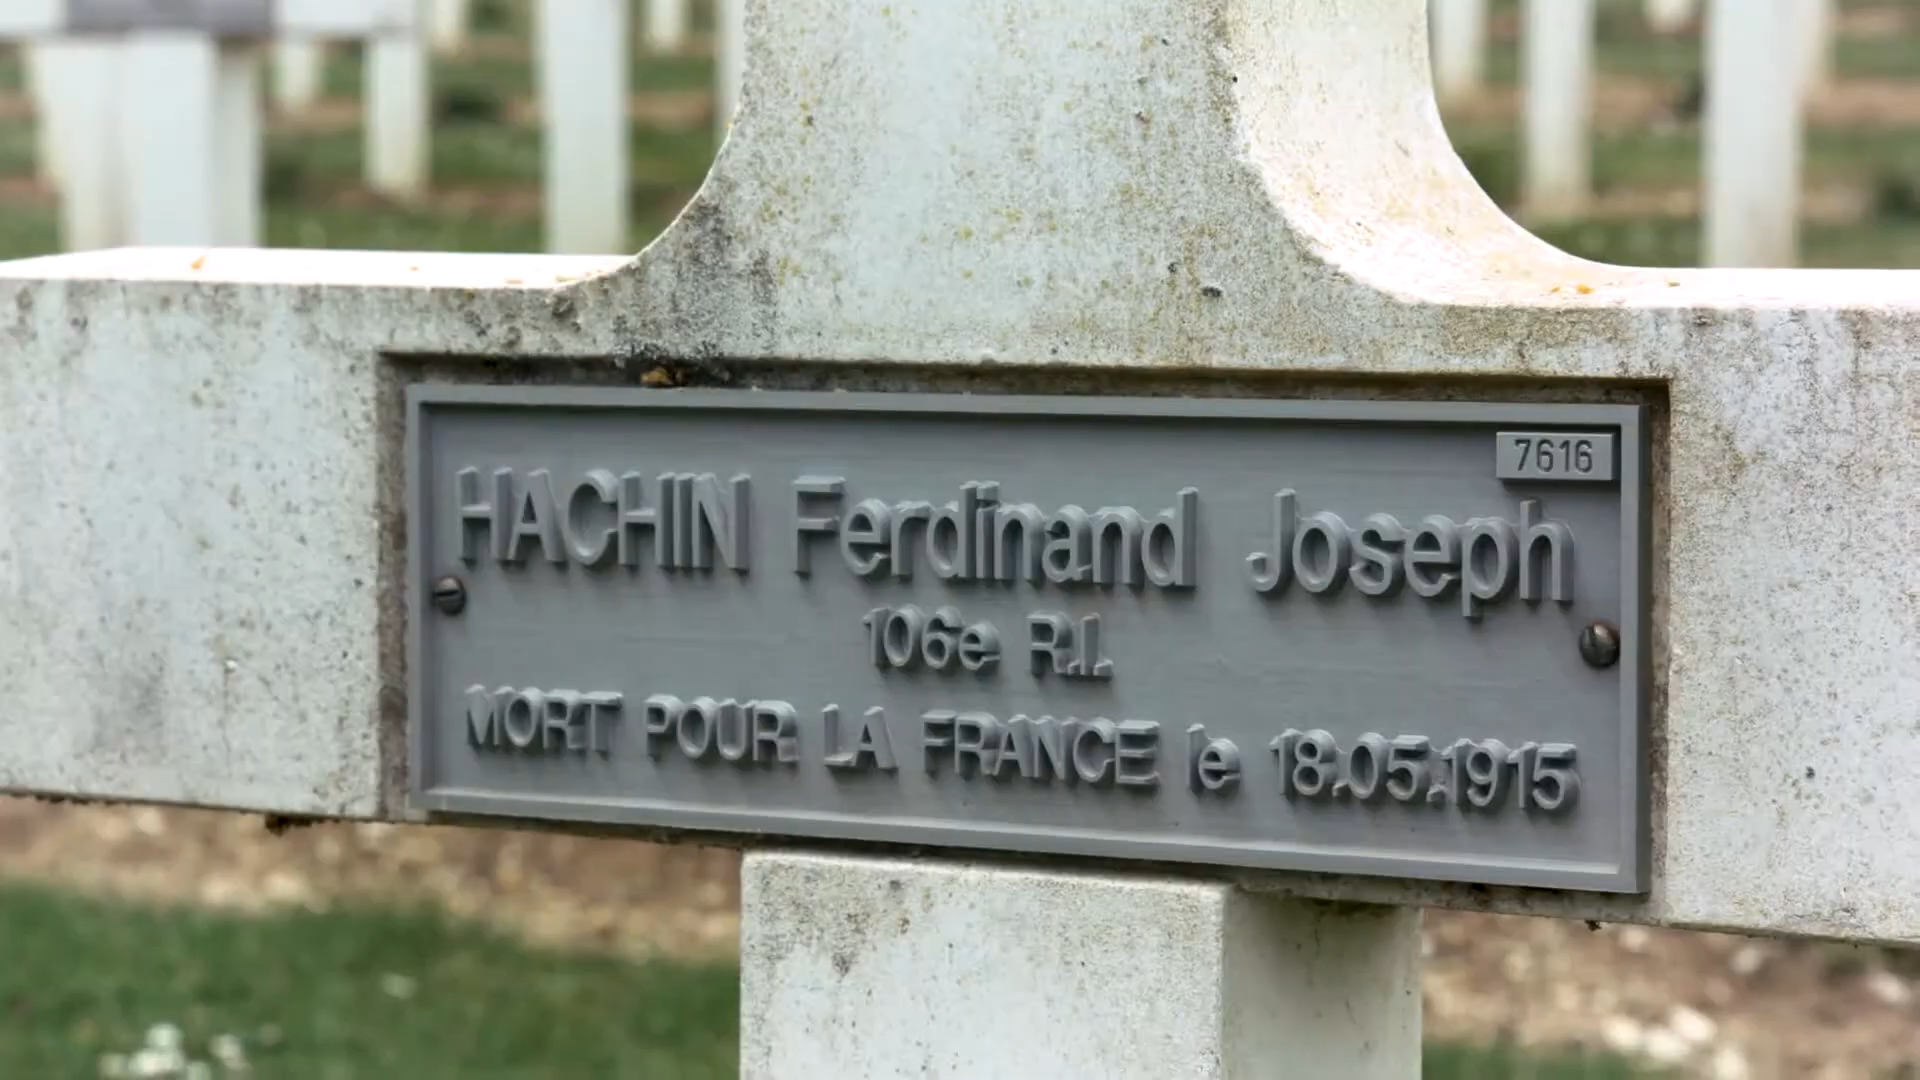 7616
HACHIN Ferdinand Joseph
106e R.I.
MORT POUR LA FRANCE le 18.05.1915